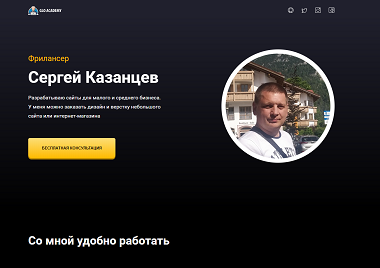 GLO ACADEMY
Фрилансер
Сергей Казанцев
Разрабатываю сайты для малого и среднего бизнеса.
У меня можно заказать дизайн и верстку небольшого
сайта или интернет-магазина
БЕСПЛАТНАЯ КОНСУЛЬТАЦИЯ
Со мной удобно работать